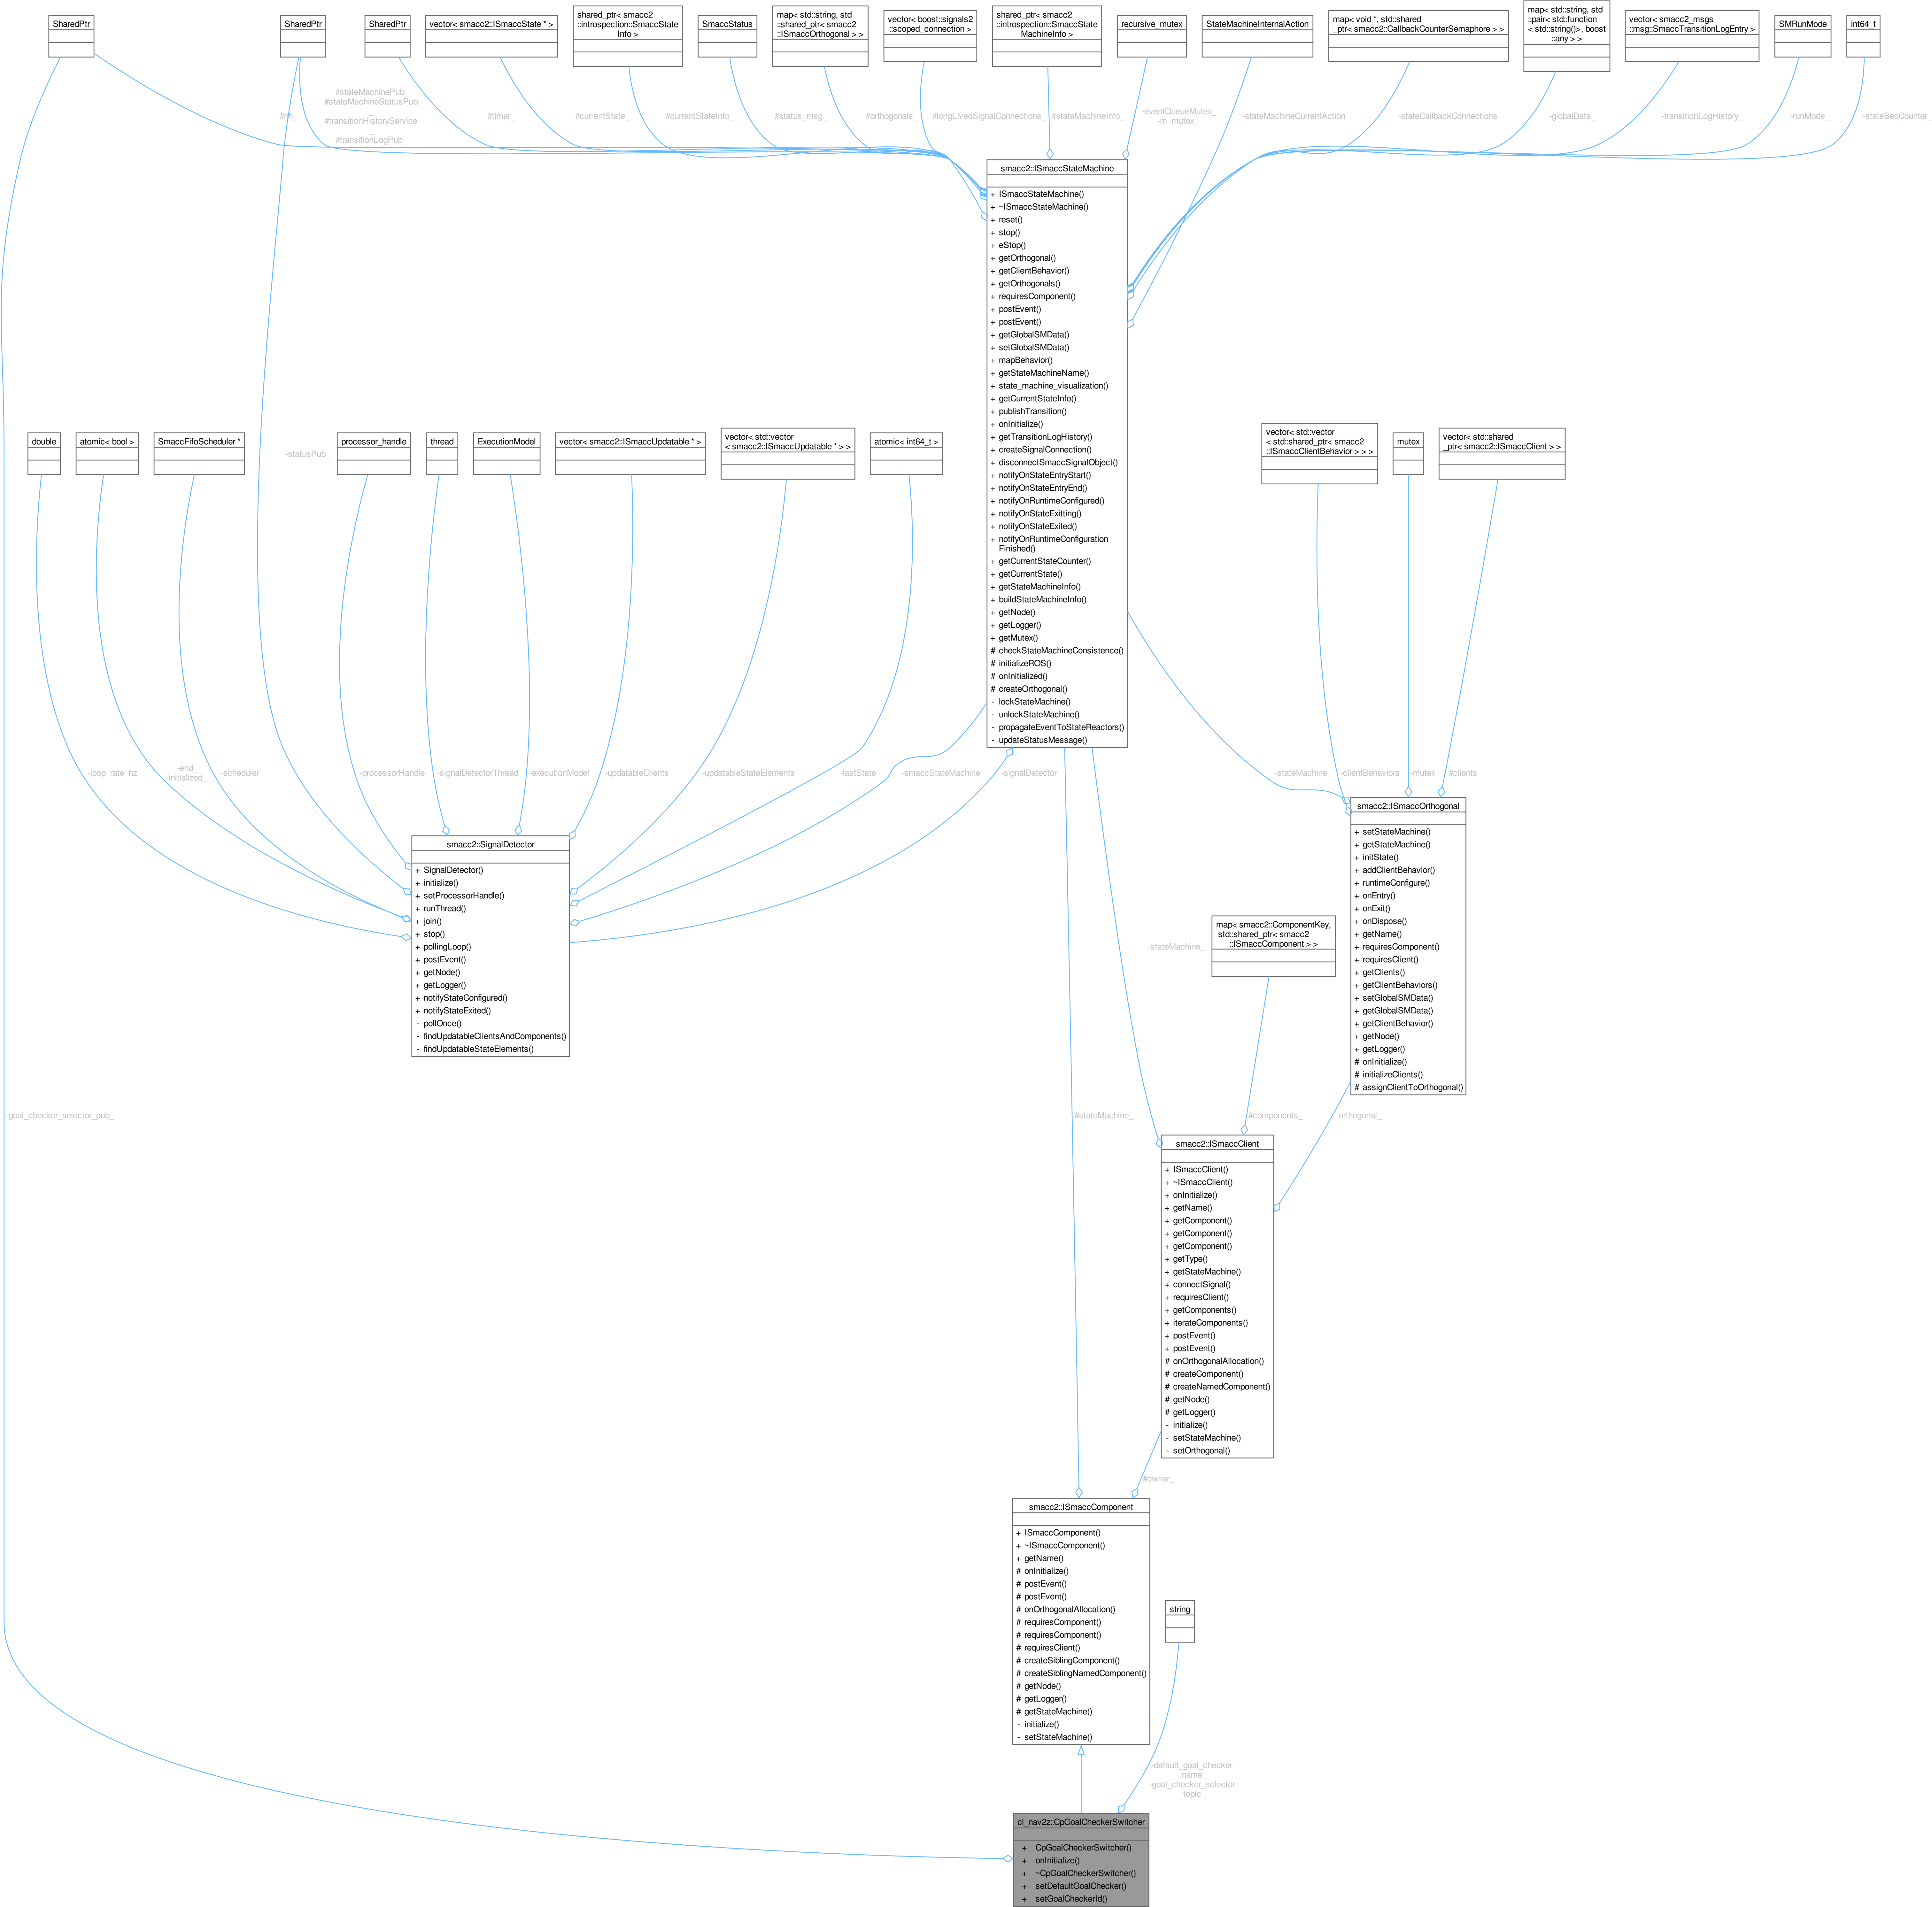 SharedPtr
SharedPtr
SharedPtr
vector< smacc2::ISmaccState * >
shared_ptr< smacc2
::introspection::SmaccState
Info >
SmaccStatus
map< std::string, std
::shared_ptr< smacc2
::ISmaccOrthogonal > >
vector< boost::signals2
::scoped_connection >
shared_ptr< smacc2
::introspection::SmaccState
MachineInfo >
recursive_mutex
StateMachineInternalAction
map< void *, std::shared
_ptr< smacc2::CallbackCounterSemaphore > >
map< std::string, std
::pair< std::function
< std::string()>, boost
::any > >
vector< smacc2_msgs
::msg::SmaccTransitionLogEntry >
SMRunMode
int64_t
#nh_
#stateMachinePub_
#stateMachineStatusPub
_
#transitionHistoryService
_
#transitionLogPub_
#timer_
#currentState_
#currentStateInfo_
#status_msg_
#orthogonals_
#longLivedSignalConnections_
#stateMachineInfo_
-eventQueueMutex_
-m_mutex_
-stateMachineCurrentAction
-stateCallbackConnections
-globalData_
-transitionLogHistory_
-runMode_
-stateSeqCounter_
smacc2::ISmaccStateMachine
+ ISmaccStateMachine()
+ ~ISmaccStateMachine()
+ reset()
+ stop()
+ eStop()
+ getOrthogonal()
+ getClientBehavior()
+ getOrthogonals()
+ requiresComponent()
+ postEvent()
+ postEvent()
+ getGlobalSMData()
+ setGlobalSMData()
+ mapBehavior()
+ getStateMachineName()
+ state_machine_visualization()
+ getCurrentStateInfo()
+ publishTransition()
+ onInitialize()
+ getTransitionLogHistory()
+ createSignalConnection()
+ disconnectSmaccSignalObject()
+ notifyOnStateEntryStart()
+ notifyOnStateEntryEnd()
+ notifyOnRuntimeConfigured()
+ notifyOnStateExitting()
+ notifyOnStateExited()
+ notifyOnRuntimeConfiguration
Finished()
+ getCurrentStateCounter()
+ getCurrentState()
+ getStateMachineInfo()
+ buildStateMachineInfo()
+ getNode()
+ getLogger()
+ getMutex()
# checkStateMachineConsistence()
# initializeROS()
# onInitialized()
# createOrthogonal()
- lockStateMachine()
- unlockStateMachine()
- propagateEventToStateReactors()
- updateStatusMessage()
double
atomic< bool >
SmaccFifoScheduler *
processor_handle
thread
ExecutionModel
vector< smacc2::ISmaccUpdatable * >
vector< std::vector
< smacc2::ISmaccUpdatable * > >
atomic< int64_t >
-statusPub_
vector< std::vector
< std::shared_ptr< smacc2
::ISmaccClientBehavior > > >
mutex
vector< std::shared
_ptr< smacc2::ISmaccClient > >
-loop_rate_hz
-end_
-initialized_
-scheduler_
-processorHandle_
-signalDetectorThread_
-executionModel_
-updatableClients_
-updatableStateElements_
-lastState_
-smaccStateMachine_
-signalDetector_
-stateMachine_
-clientBehaviors_
-mutex_
#clients_
smacc2::SignalDetector
+ SignalDetector()
+ initialize()
+ setProcessorHandle()
+ runThread()
+ join()
+ stop()
+ pollingLoop()
+ postEvent()
+ getNode()
+ getLogger()
+ notifyStateConfigured()
+ notifyStateExited()
- pollOnce()
- findUpdatableClientsAndComponents()
- findUpdatableStateElements()
smacc2::ISmaccOrthogonal
+ setStateMachine()
+ getStateMachine()
+ initState()
+ addClientBehavior()
+ runtimeConfigure()
+ onEntry()
+ onExit()
+ onDispose()
+ getName()
+ requiresComponent()
+ requiresClient()
+ getClients()
+ getClientBehaviors()
+ setGlobalSMData()
+ getGlobalSMData()
+ getClientBehavior()
+ getNode()
+ getLogger()
# onInitialize()
# initializeClients()
# assignClientToOrthogonal()
map< smacc2::ComponentKey,
std::shared_ptr< smacc2
::ISmaccComponent > >
-stateMachine_
-goal_checker_selector_pub_
#stateMachine_
#components_
-orthogonal_
smacc2::ISmaccClient
+ ISmaccClient()
+ ~ISmaccClient()
+ onInitialize()
+ getName()
+ getComponent()
+ getComponent()
+ getComponent()
+ getType()
+ getStateMachine()
+ connectSignal()
+ requiresClient()
+ getComponents()
+ iterateComponents()
+ postEvent()
+ postEvent()
# onOrthogonalAllocation()
# createComponent()
# createNamedComponent()
# getNode()
# getLogger()
- initialize()
- setStateMachine()
- setOrthogonal()
#owner_
smacc2::ISmaccComponent
+ ISmaccComponent()
+ ~ISmaccComponent()
+ getName()
# onInitialize()
# postEvent()
# postEvent()
# onOrthogonalAllocation()
# requiresComponent()
# requiresComponent()
# requiresClient()
# createSiblingComponent()
# createSiblingNamedComponent()
# getNode()
# getLogger()
# getStateMachine()
- initialize()
- setStateMachine()
string
-default_goal_checker
_name_
-goal_checker_selector
_topic_
cl_nav2z::CpGoalCheckerSwitcher
+ CpGoalCheckerSwitcher()
+ onInitialize()
+ ~CpGoalCheckerSwitcher()
+ setDefaultGoalChecker()
+ setGoalCheckerId()